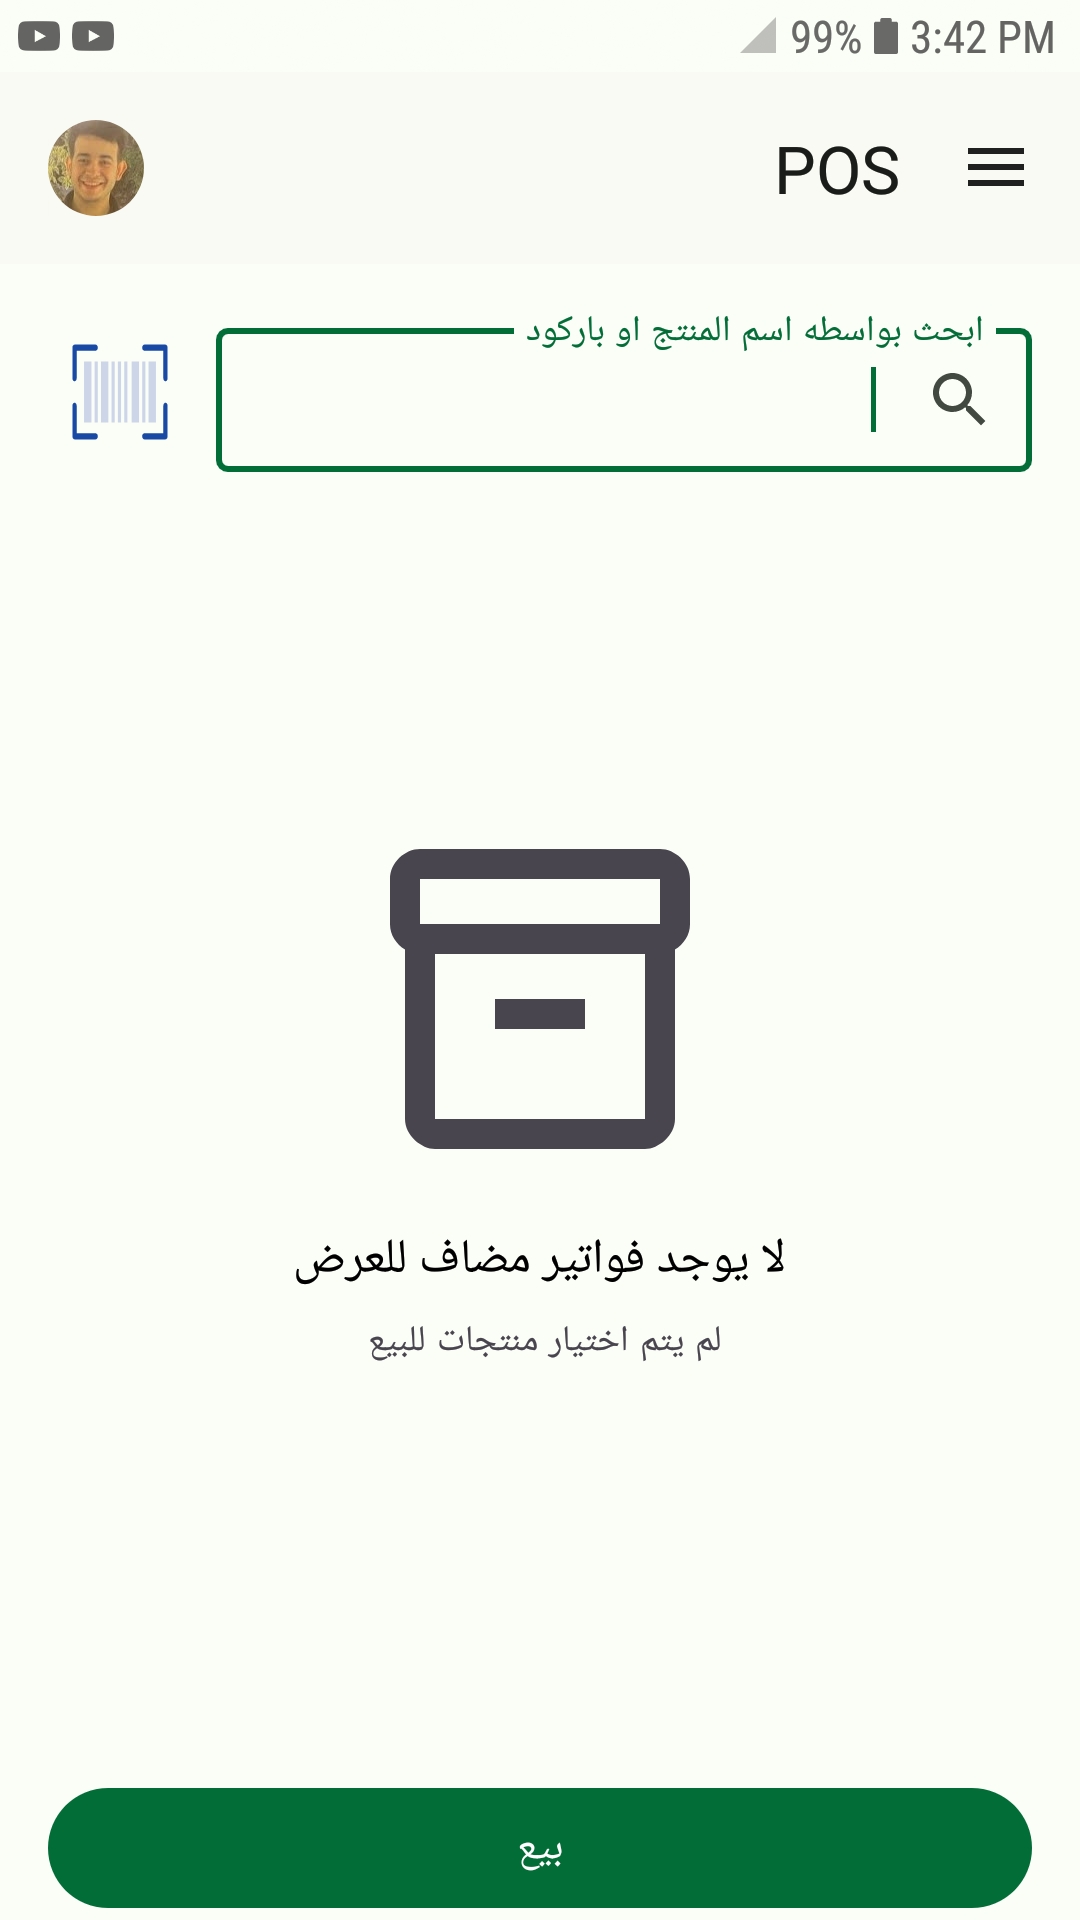 99% 3:42 PM
POS
ابحث بواسطه اسم المنتج او باركود
لا يوجد فواتير مضاف للعرض
لم يتم اختيار منتجات للبيع
بيع